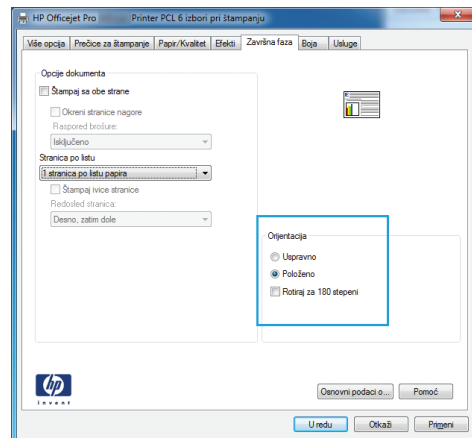 HP Officejet Pro Printer PCL 6 izbori pri štampanju
Više opcija Prečice za štampanje Papir/Kvalitet Efekti Završna faza Boja Usluge
Opcije dokumenta
Štampaj sa obe strane
Okreni stranice nagore
Raspored brošure:
Isključeno
Stranica po listu
1 stranica po listu papira
Štampaj ivice stranice
Redosled stranica:
Desno, zatim dole
Orijentacija
Uspravno
Položeno
Rotiraj za 180 stepeni
hp
invent
Osnovni podaci o... Pomoć
U redu Otkaži Primeni